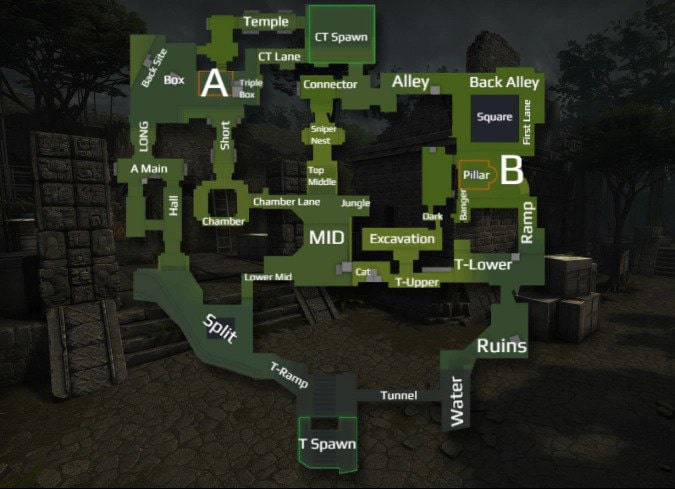 Temple
CT Spawn
CT Lane
Back Site
Box
A
Triple
Box
Connector
Alley
Back Alley
Square
First Lane
LONG
Short
Sniper
Nest
A Main
Top
Middle
Pillar
B
Hall
Chamber
Chamber Lane
Jungle
Dark
Banger
Ramp
MID
Excavation
Lower Mid
Cat
T-Upper
T-Lower
Split
Ruins
T-Ramp
Tunnel
Water
T Spawn